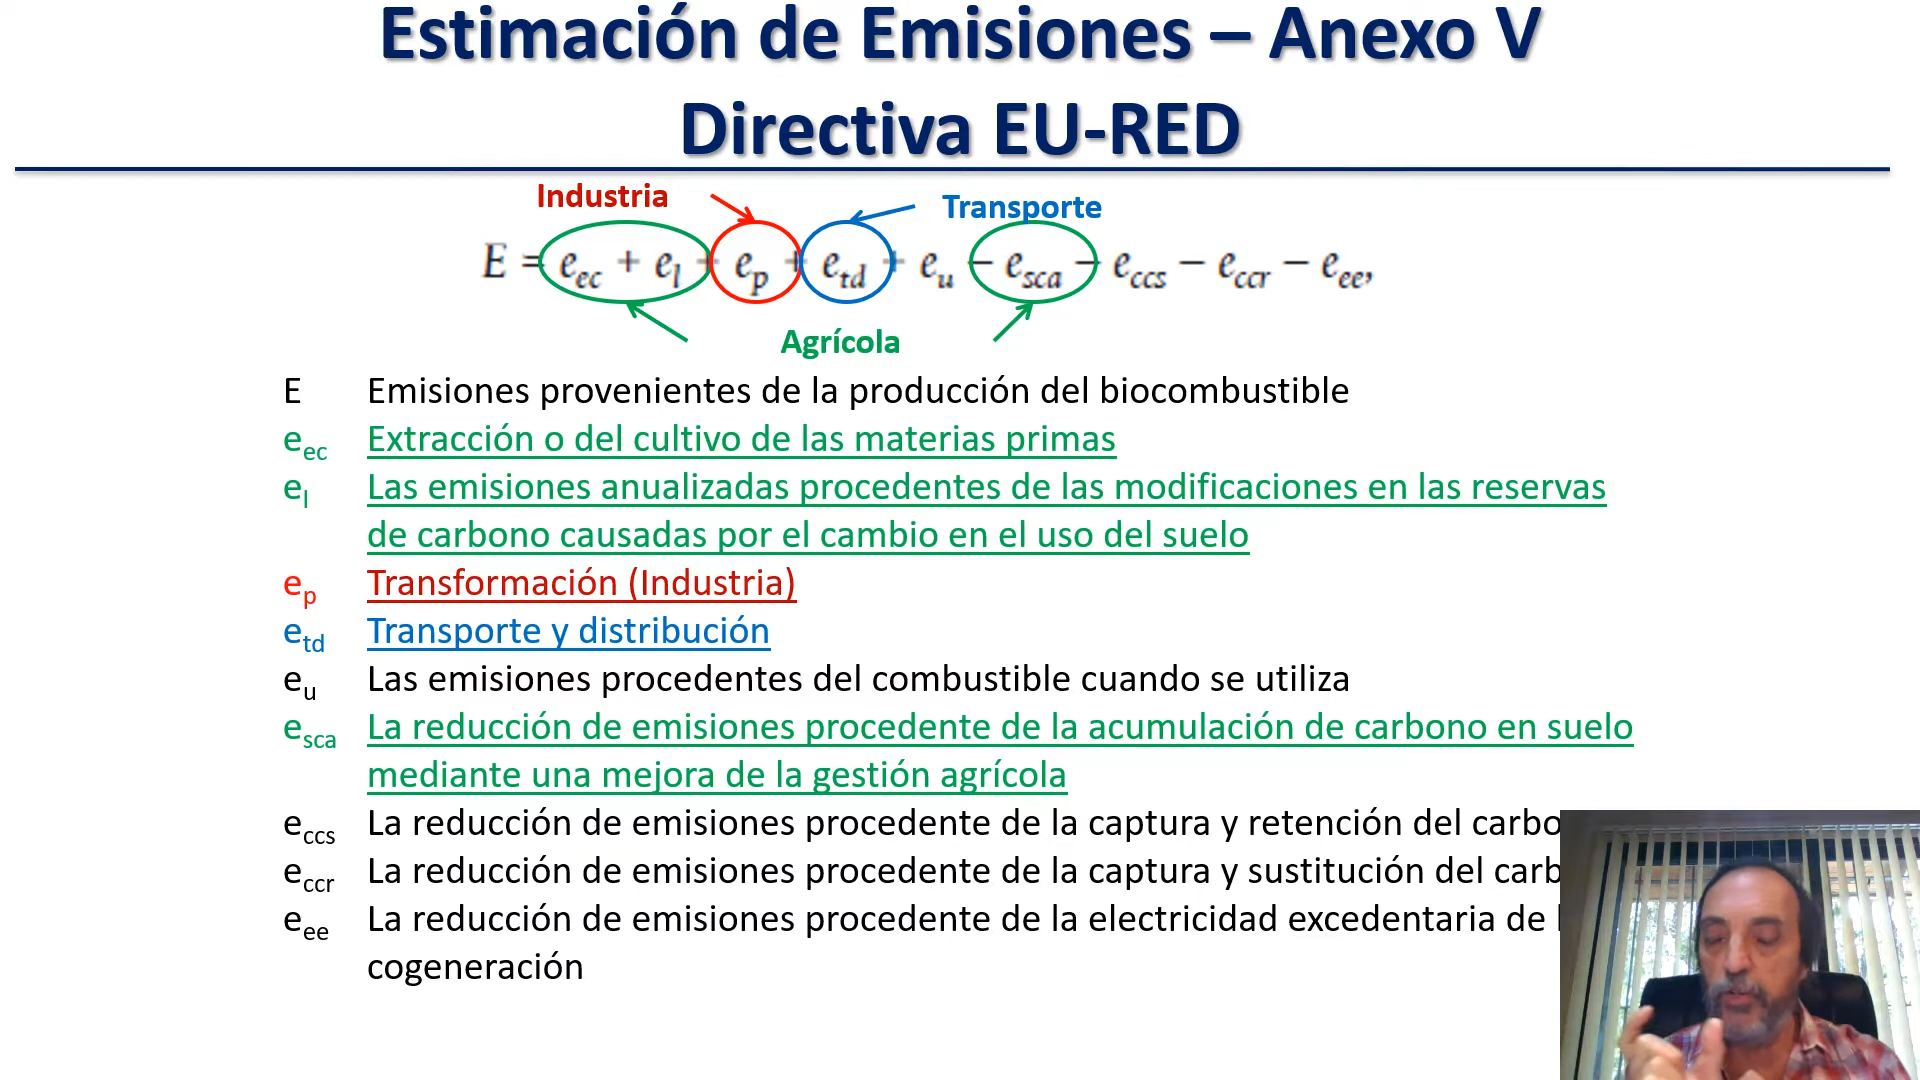 Estimación de Emisiones – Anexo V
Directiva EU-RED
Industria
Transporte
E = e_ec + e_l + e_p + e_td + e_u − e_sca − e_ccs − e_ccr − e_ee,
Agrícola
E Emisiones provenientes de la producción del biocombustible
e_ec Extracción o del cultivo de las materias primas
e_l Las emisiones anualizadas procedentes de las modificaciones en las reservas
de carbono causadas por el cambio en el uso del suelo
e_p Transformación (Industria)
e_td Transporte y distribución
e_u Las emisiones procedentes del combustible cuando se utiliza
e_sca La reducción de emisiones procedente de la acumulación de carbono en suelo
mediante una mejora de la gestión agrícola
e_ccs La reducción de emisiones procedente de la captura y retención del carbo
e_ccr La reducción de emisiones procedente de la captura y sustitución del carb
e_ee La reducción de emisiones procedente de la electricidad excedentaria de
cogeneración